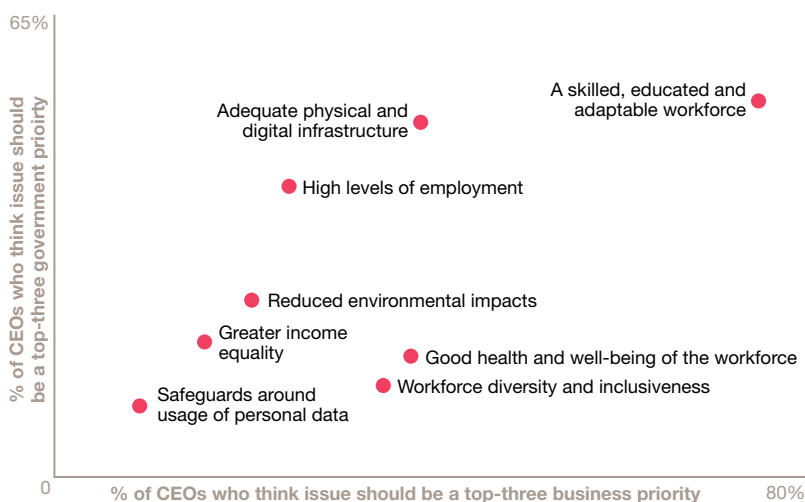 65%
A skilled, educated and
adaptable workforce
Adequate physical and
digital infrastructure
High levels of employment
Reduced environmental impacts
Greater income
equality
Good health and well-being of the workforce
Workforce diversity and inclusiveness
Safeguards around
usage of personal data
% of CEOs who think issue should
be a top-three government prioirty
0
% of CEOs who think issue should be a top-three business priority
80%